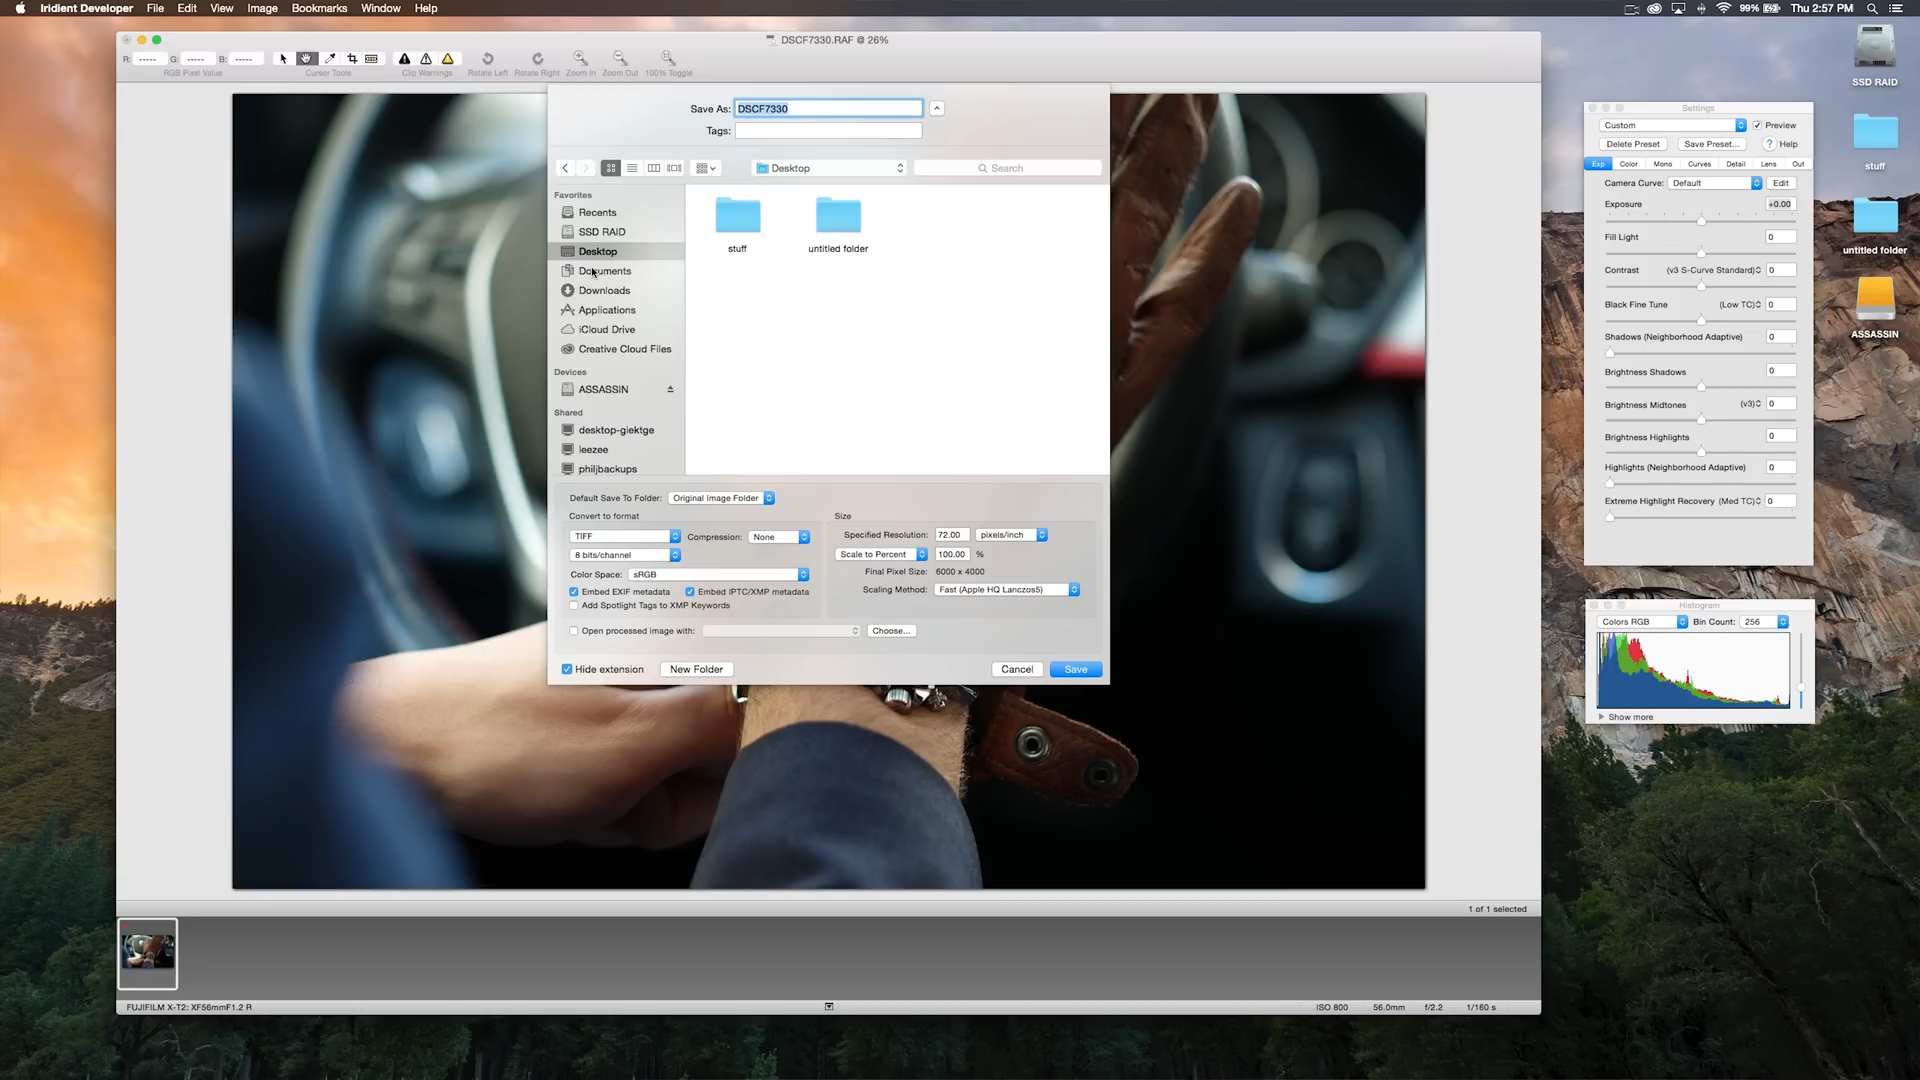 Iridient Developer File Edit View Image Bookmarks Window Help
99% Thu 2:57 PM
DSCF7330.RAF @ 26%
R: ----- G: ----- B: -----
RGB Pixel Value Cursor Tools Clip Warnings Rotate Left Rotate Right Zoom In Zoom Out 100% Toggle
Save As: DSCF7330
Tags:
Desktop
Search
Favorites
Recents
SSD RAID
Desktop
Documents
Downloads
Applications
iCloud Drive
Creative Cloud Files
Devices
ASSASSIN
Shared
desktop-giektge
leezee
philjbackups
stuff
untitled folder
Default Save To Folder: Original Image Folder
Convert to format
TIFF Compression: None
8 bits/channel
Color Space: sRGB
Embed EXIF metadata Embed IPTC/XMP metadata
Add Spotlight Tags to XMP Keywords
Size
Specified Resolution: 72.00 pixels/inch
Scale to Percent 100.00 %
Final Pixel Size: 6000 x 4000
Scaling Method: Fast (Apple HQ Lanczos5)
Open processed image with: Choose...
Hide extension New Folder Cancel Save
1 of 1 selected
FUJIFILM X-T2: XF56mmF1.2 R
ISO 800 56.0mm f/2.2 1/160 s
Settings
Custom Preview
Delete Preset Save Preset... ? Help
Exp Color Mono Curves Detail Lens Out
Camera Curve: Default Edit
Exposure +0.00
Fill Light 0
Contrast (v3 S-Curve Standard) 0
Black Fine Tune (Low TC) 0
Shadows (Neighborhood Adaptive) 0
Brightness Shadows 0
Brightness Midtones (v3) 0
Brightness Highlights 0
Highlights (Neighborhood Adaptive) 0
Extreme Highlight Recovery (Med TC) 0
Histogram
Colors RGB Bin Count: 256
Show more
SSD RAID
stuff
untitled folder
ASSASSIN